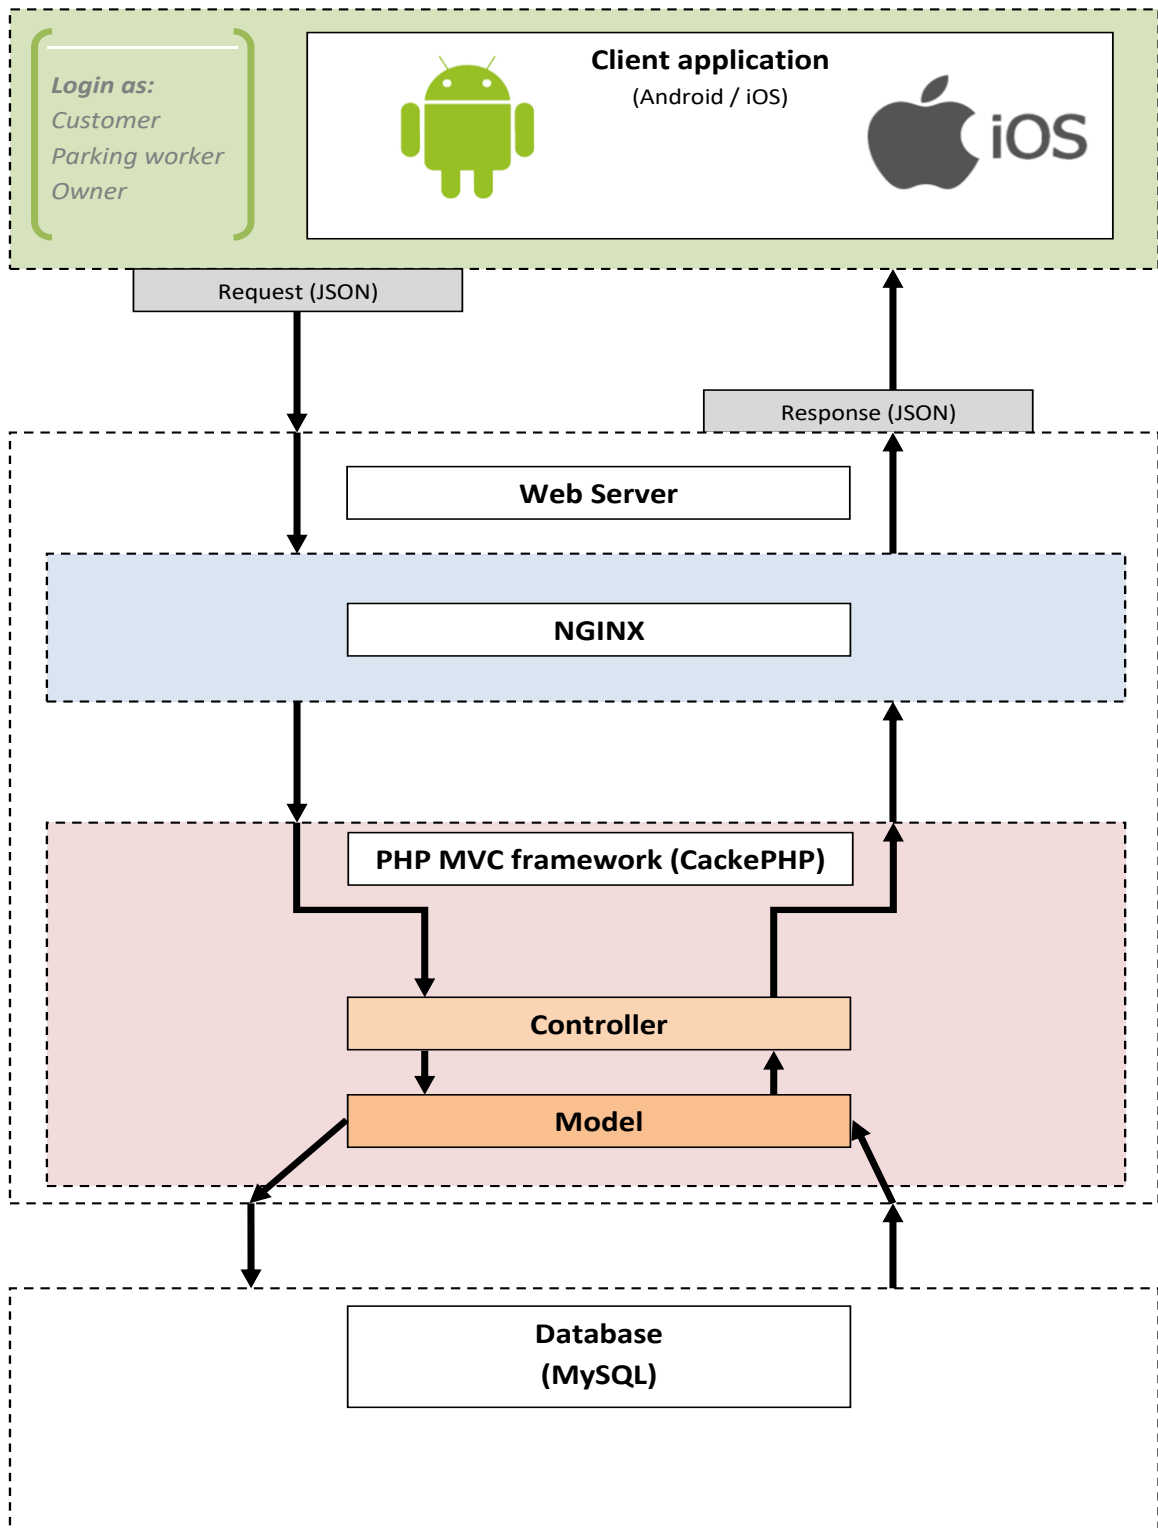 Login as:
Customer
Parking worker
Owner
Client application
(Android / iOS)
iOS
Request (JSON)
Response (JSON)
Web Server
NGINX
PHP MVC framework (CackePHP)
Controller
Model
Database
(MySQL)